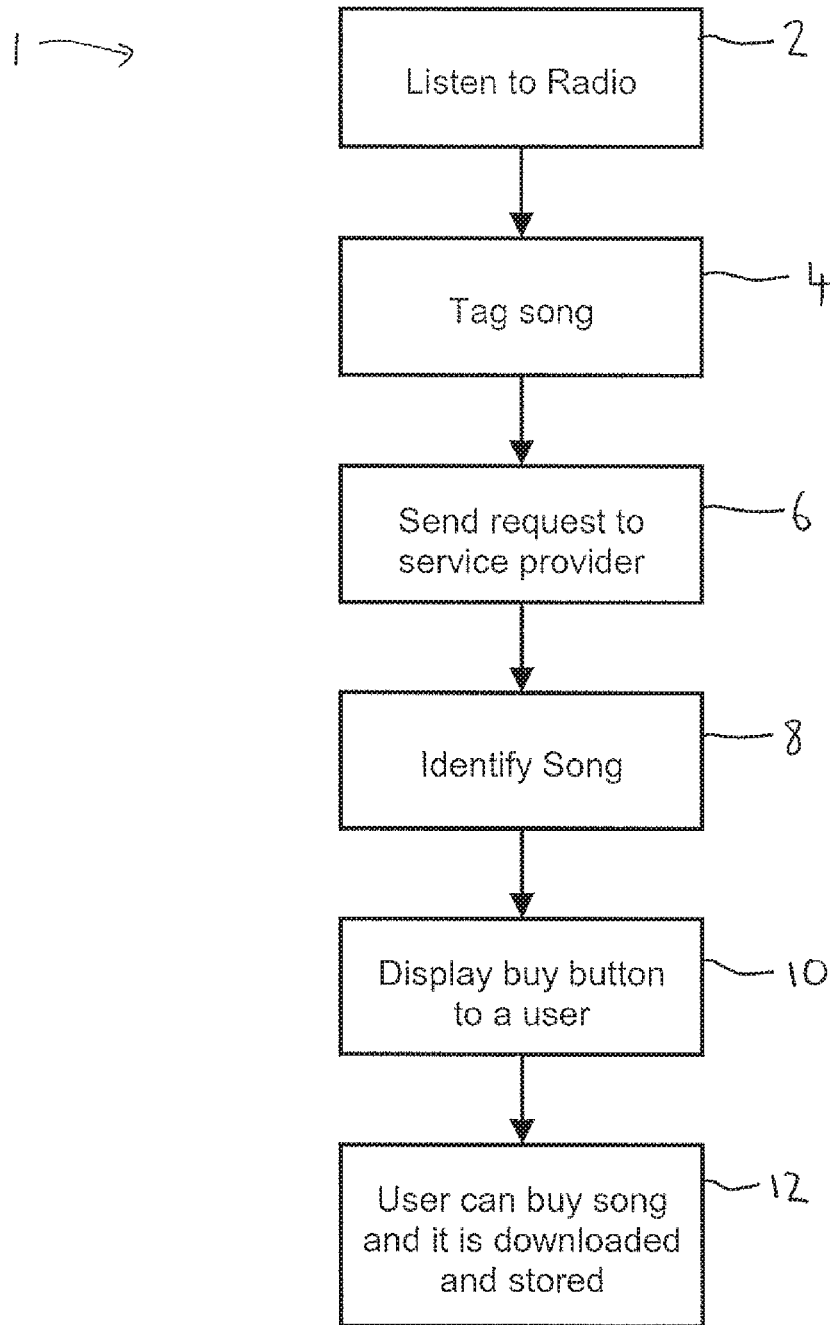 1
2
Listen to Radio
4
Tag song
Send request to
service provider
6
8
Identify Song
Display buy button
to a user
10
12
User can buy song
and it is downloaded
and stored